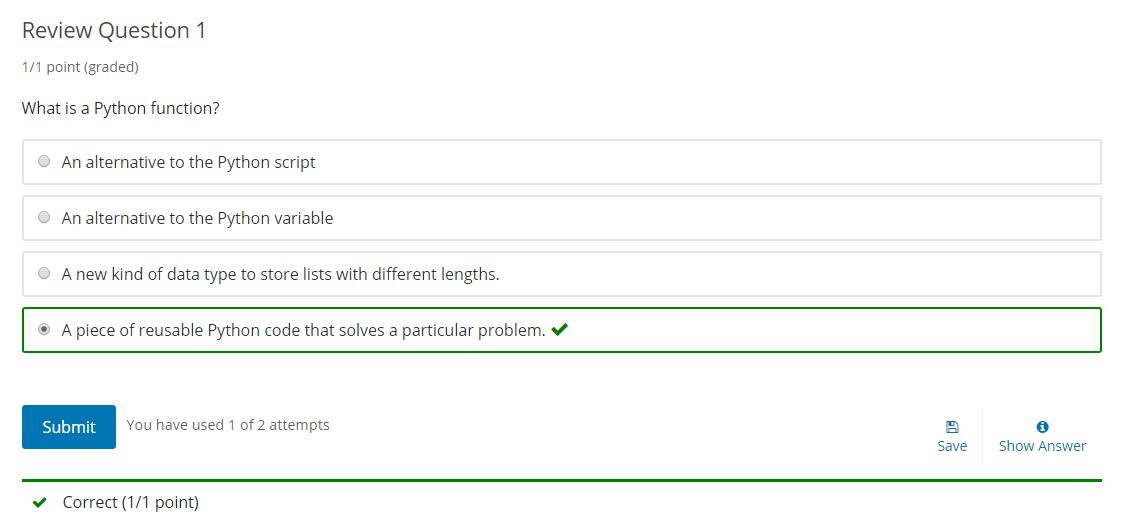 Review Question 1
1/1 point (graded)
What is a Python function?
An alternative to the Python script
An alternative to the Python variable
A new kind of data type to store lists with different lengths.
A piece of reusable Python code that solves a particular problem.
Submit
You have used 1 of 2 attempts
Save
Show Answer
Correct (1/1 point)